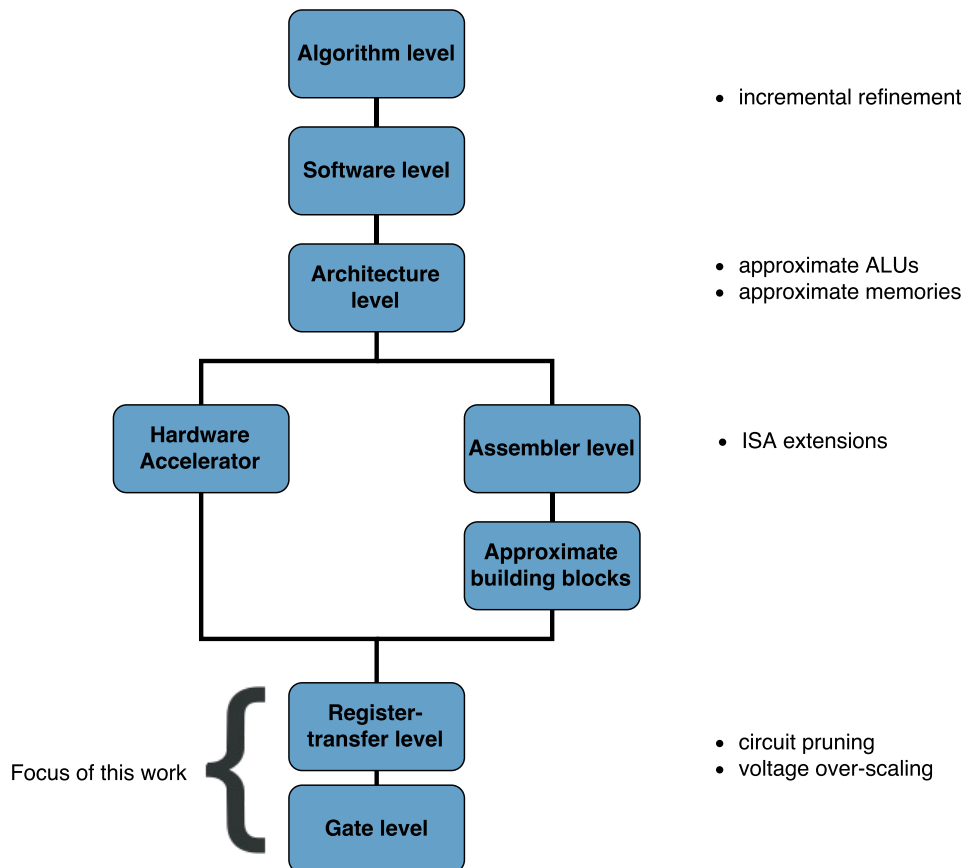 Algorithm level
• incremental refinement
Software level
Architecture
level
• approximate ALUs
• approximate memories
Hardware
Accelerator
Assembler level
• ISA extensions
Approximate
building blocks
Register-
transfer level
• circuit pruning
• voltage over-scaling
Focus of this work
{
Gate level